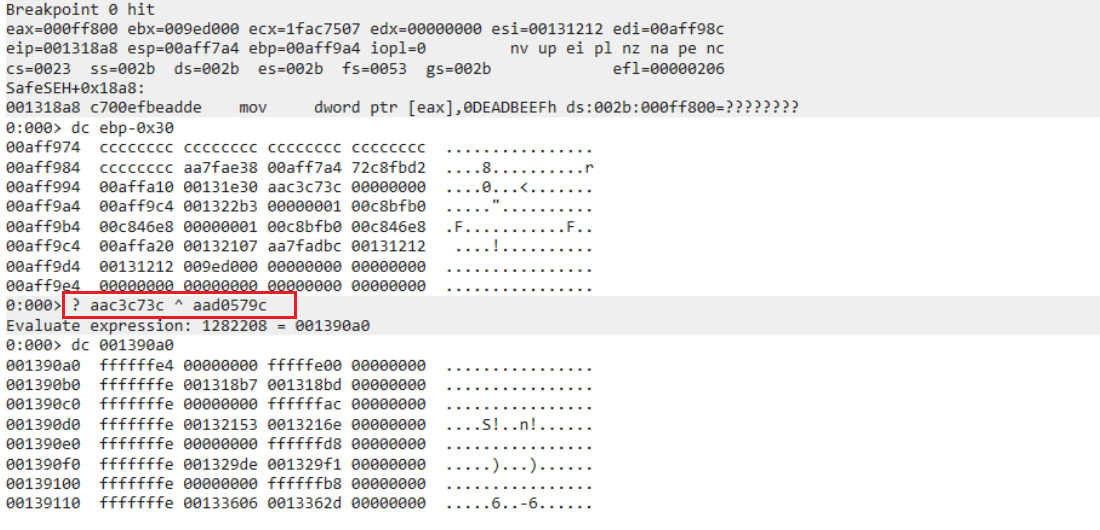 Breakpoint 0 hit
eax=000ff800 ebx=009ed000 ecx=1fac7507 edx=00000000 esi=00131212 edi=00aff98c
eip=001318a8 esp=00aff7a4 ebp=00aff9a4 iopl=0         nv up ei pl nz na pe nc
cs=0023  ss=002b  ds=002b  es=002b  fs=0053  gs=002b             efl=00000206
SafeSEH+0x18a8:
001318a8 c700efbeadde    mov     dword ptr [eax],0DEADBEEFh ds:002b:000ff800=????????
0:000> dc ebp-0x30
00aff974  cccccccc cccccccc cccccccc cccccccc  ................
00aff984  cccccccc aa7fae38 00aff7a4 72c8fbd2  ....8..........r
00aff994  00affa10 00131e30 aac3c73c 00000000  ....0...<.......
00aff9a4  00aff9c4 001322b3 00000001 00c8bfb0  ....."..........
00aff9b4  00c846e8 00000001 00c8bfb0 00c846e8  .F...........F..
00aff9c4  00affa20 00132107 aa7fadbc 00131212   ....!..........
00aff9d4  00131212 009ed000 00000000 00000000  ................
00aff9e4  00000000 00000000 00000000 00000000  ................
0:000> ? aac3c73c ^ aad0579c
Evaluate expression: 1282208 = 001390a0
0:000> dc 001390a0
001390a0  ffffffe4 00000000 fffffe00 00000000  ................
001390b0  fffffffe 001318b7 001318bd 00000000  ................
001390c0  fffffffe 00000000 ffffffac 00000000  ................
001390d0  fffffffe 00132153 0013216e 00000000  ....S!..n!......
001390e0  fffffffe 00000000 ffffffd8 00000000  ................
001390f0  fffffffe 001329de 001329f1 00000000  .....)...)......
00139100  fffffffe 00000000 ffffffb8 00000000  ................
00139110  fffffffe 00133606 0013362d 00000000  .....6..-6......